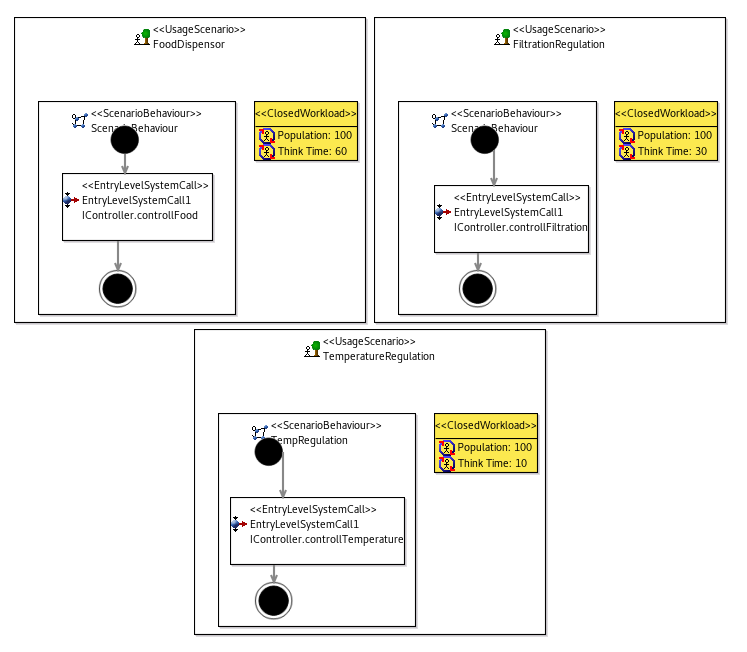 <<UsageScenario>>
FoodDispensor
<<ScenarioBehaviour>>
ScenarioBehaviour
<<EntryLevelSystemCall>>
EntryLevelSystemCall1
IController.controllFood
<<ClosedWorkload>>
Population: 100
Think Time: 60
<<UsageScenario>>
FiltrationRegulation
<<ScenarioBehaviour>>
ScenarioBehaviour
<<EntryLevelSystemCall>>
EntryLevelSystemCall1
IController.controllFiltration
<<ClosedWorkload>>
Population: 100
Think Time: 30
<<UsageScenario>>
TemperatureRegulation
<<ScenarioBehaviour>>
TempRegulation
<<EntryLevelSystemCall>>
EntryLevelSystemCall1
IController.controllTemperature
<<ClosedWorkload>>
Population: 100
Think Time: 10